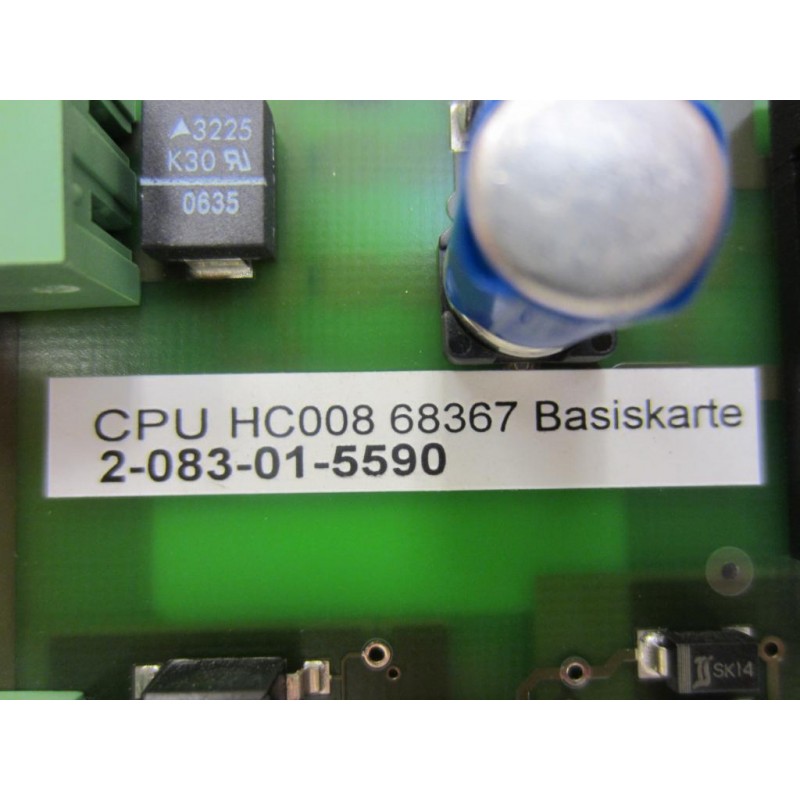 3225
K30
0635
CPU HC008 68367 Basiskarte
2-083-01-5590
SK14